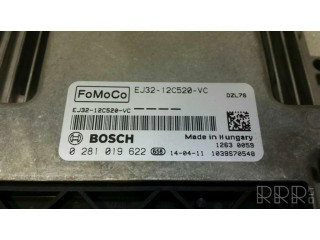 FoMoCo EJ32-12C520-VC DZL79
EJ32-12C520-VC
BOSCH Made in Hungary
1263 0059
0 281 019 622 14-04-11 1039S70548
RRR